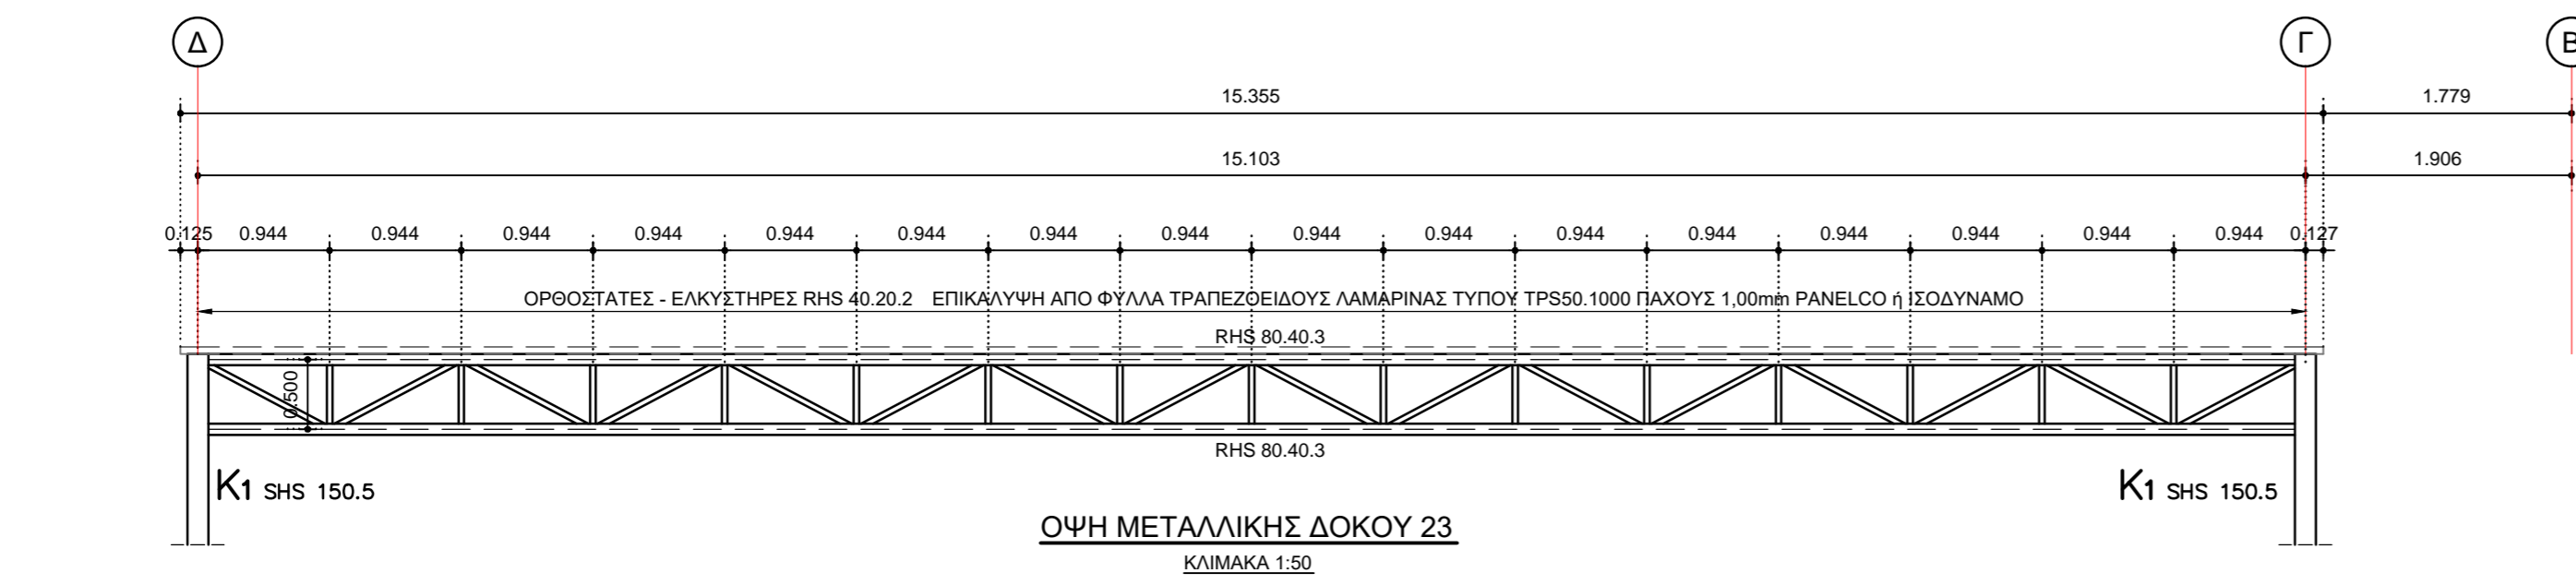 Δ Γ Β
15.355 1.779
15.103 1.906
0.125 0.944 0.944 0.944 0.944 0.944 0.944 0.944 0.944 0.944 0.944 0.944 0.944 0.944 0.944 0.944 0.944 0.127
ΟΡΘΟΣΤΑΤΕΣ - ΕΛΚΥΣΤΗΡΕΣ RHS 40.20.2 ΕΠΙΚΑΛΥΨΗ ΑΠΟ ΦΥΛΛΑ ΤΡΑΠΕΖΟΕΙΔΟΥΣ ΛΑΜΑΡΙΝΑΣ ΤΥΠΟΥ TPS50.1000 ΠΑΧΟΥΣ 1,00mm PANELCO ή ΙΣΟΔΥΝΑΜΟ
RHS 80.40.3
0.500
RHS 80.40.3
K1 SHS 150.5 K1 SHS 150.5
ΟΨΗ ΜΕΤΑΛΛΙΚΗΣ ΔΟΚΟΥ 23
ΚΛΙΜΑΚΑ 1:50